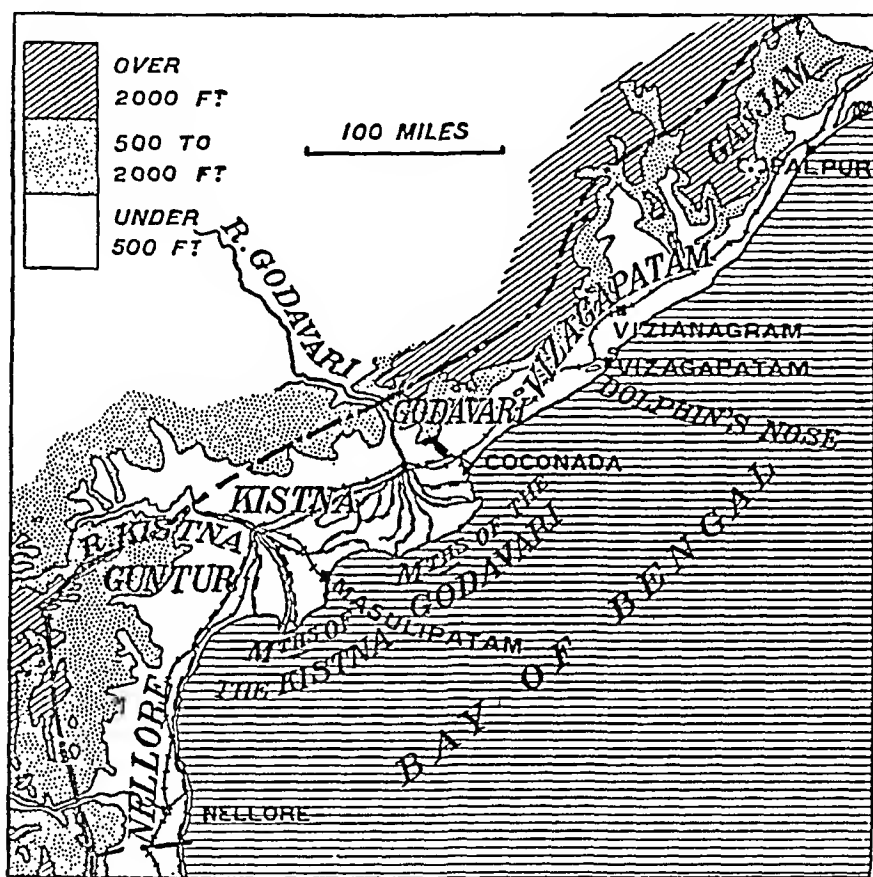 OVER
2000 FT
500 TO
2000 FT
UNDER
500 FT
100 MILES
R. GODAVARI
GANJAM
PALPUR
VIZAGAPATAM
VIZIANAGRAM
VIZAGAPATAM
DOLPHIN'S NOSE
GODAVARI
COCONADA
KISTNA
R. KISTNA
GUNTUR
MTHS OF THE
GODAVARI
MASULIPATAM
MTHS OF
THE KISTNA
BAY OF BENGAL
NELLORE
NELLORE